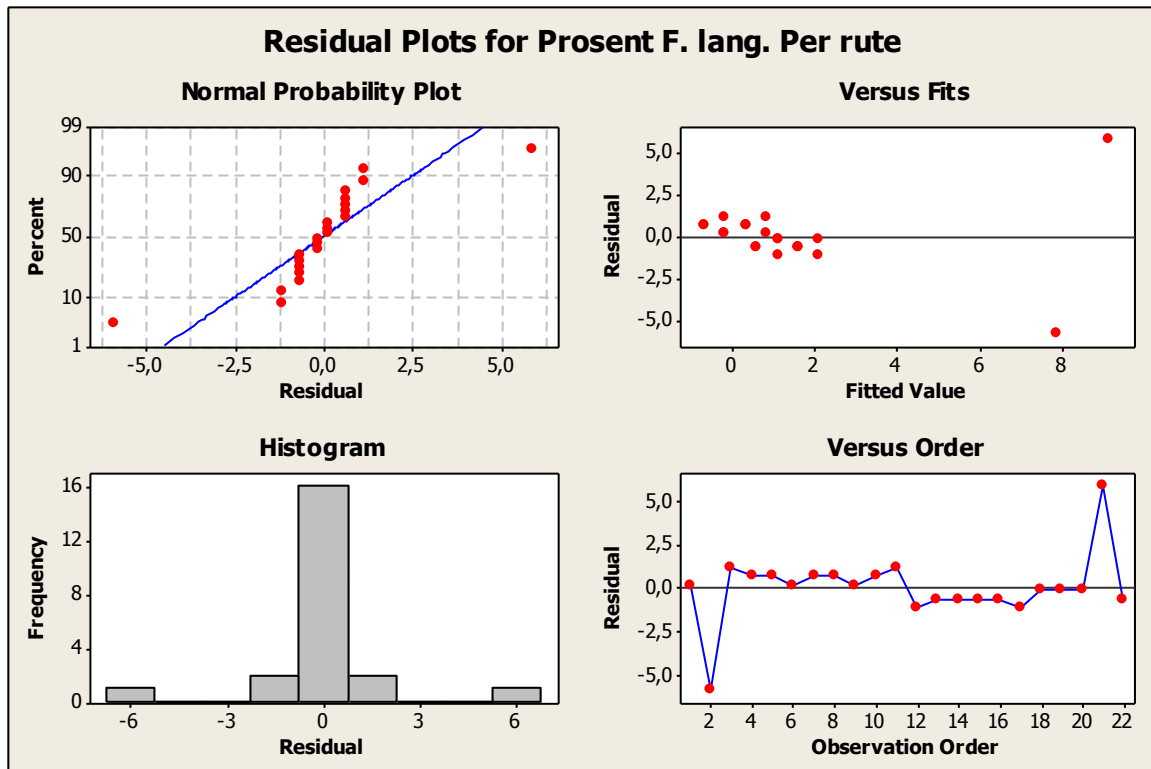 Residual Plots for Prosent F. lang. Per rute
Normal Probability Plot
Percent
99
90
50
10
1
-5,0 -2,5 0,0 2,5 5,0
Residual
Versus Fits
Residual
5,0
2,5
0,0
-2,5
-5,0
0 2 4 6 8
Fitted Value
Histogram
Frequency
16
12
8
4
0
-6 -3 0 3 6
Residual
Versus Order
Residual
5,0
2,5
0,0
-2,5
-5,0
2 4 6 8 10 12 14 16 18 20 22
Observation Order